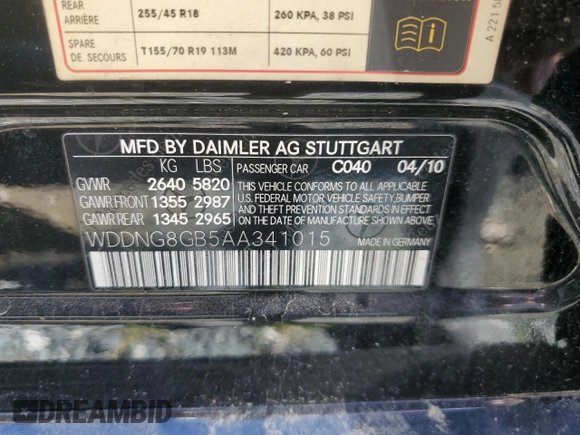 REAR 255/45 R18 260 KPA, 38 PSI
ARRIÈRE
SPARE T155/70 R19 113M 420 KPA, 60 PSI
DE SECOURS
A 221 58
MFD BY DAIMLER AG STUTTGART
KG LBS PASSENGER CAR C040 04/10
GVWR 2640 5820 THIS VEHICLE CONFORMS TO ALL APPLICABLE
GAWR FRONT 1355 2987 U.S. FEDERAL MOTOR VEHICLE SAFETY, BUMPER
AND THEFT PREVENTION STANDARDS IN EFFECT
GAWR REAR 1345 2965 ON THE DATE OF MANUFACTURE SHOWN ABOVE.
WDDNG8GB5AA341015
DREAMBID